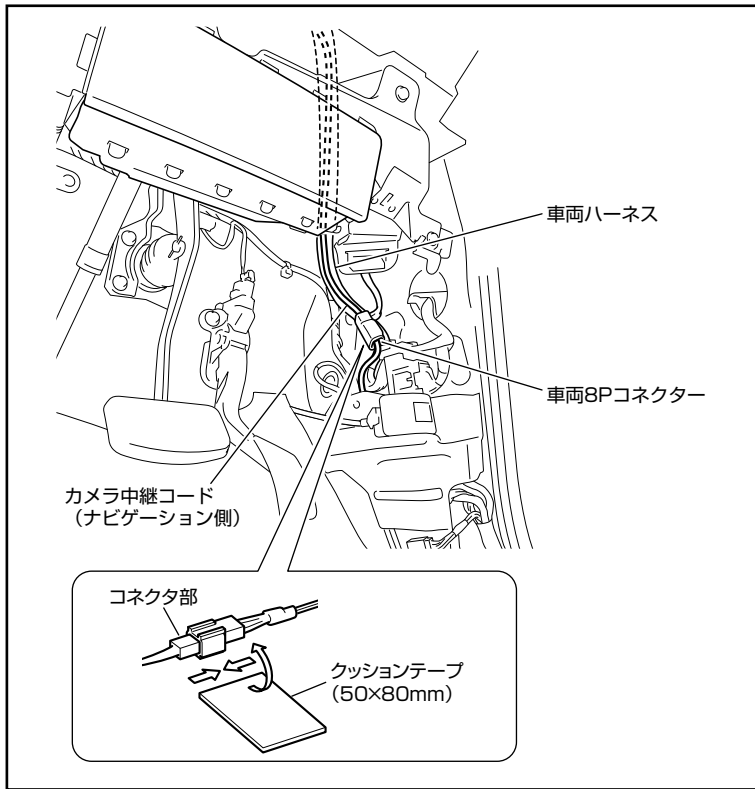 車両ハーネス
車両8Pコネクター
カメラ中継コード
（ナビゲーション側）
コネクタ部
クッションテープ
（50×80mm）